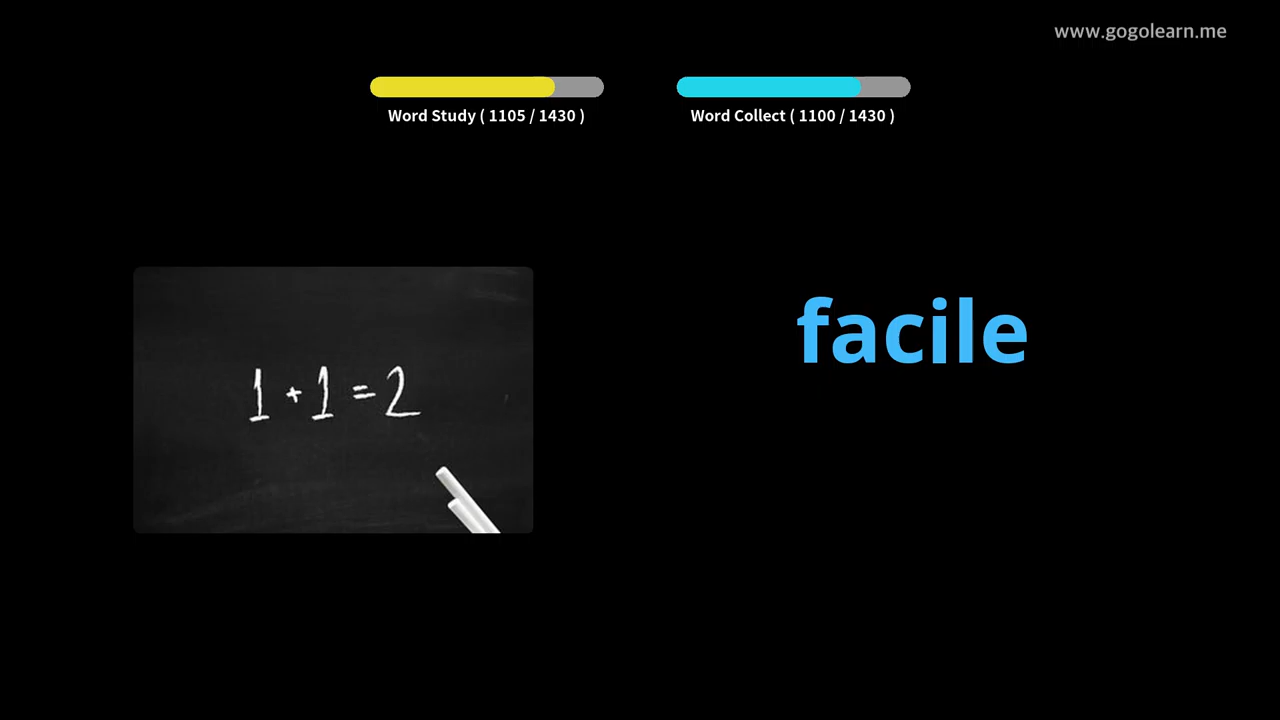 www.gogolearn.me
Word Study ( 1105 / 1430 )
Word Collect ( 1100 / 1430 )
facile
1 + 1 = 2